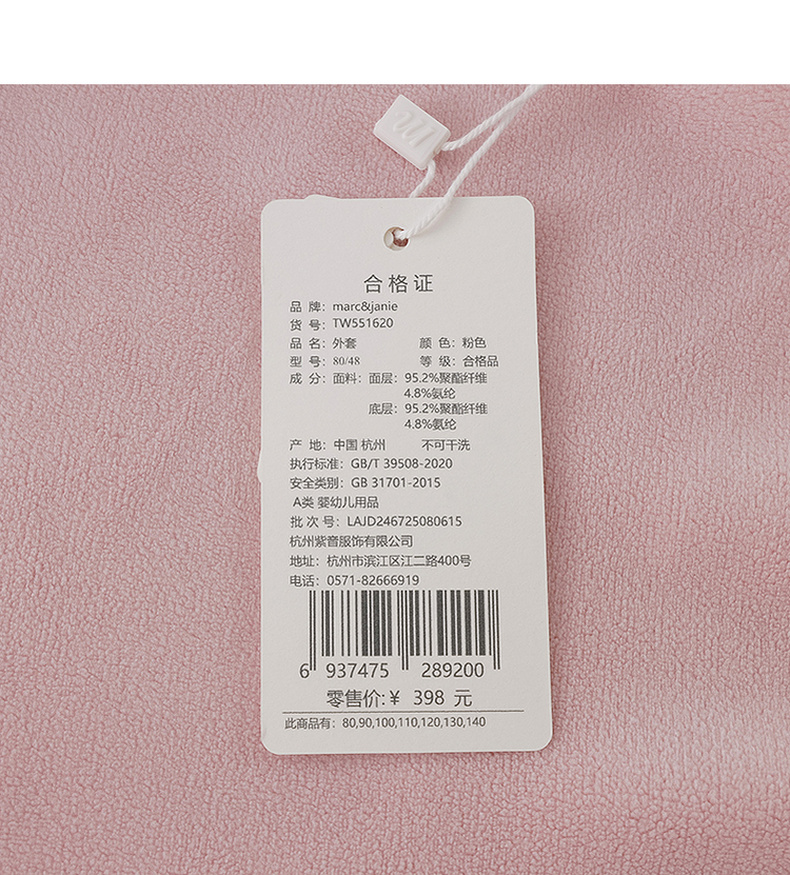 m
合格证
品 牌：marc&janie
货 号：TW551620
品 名：外套 颜 色：粉色
型 号：80/48 等 级：合格品
成 分：面料：面层：95.2%聚酯纤维
4.8%氨纶
底层：95.2%聚酯纤维
4.8%氨纶
产 地：中国 杭州 不可干洗
执行标准：GB/T 39508-2020
安全类别：GB 31701-2015
A类 婴幼儿用品
批 次 号：LAJD246725080615
杭州紫音服饰有限公司
地址：杭州市滨江区江二路400号
电话：0571-82666919
6 937475 289200
零售价:¥ 398 元
此商品有：80,90,100,110,120,130,140